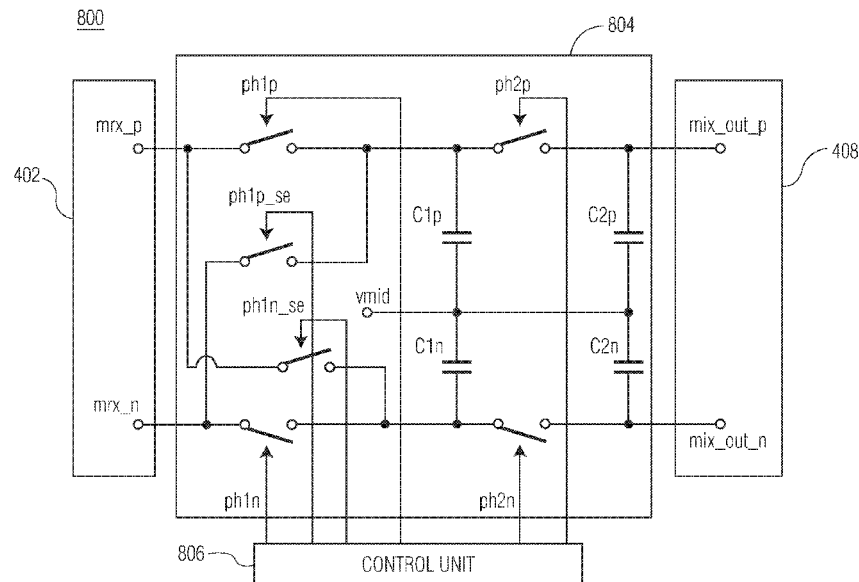 800
804
ph1p
ph2p
mrx_p
mix_out_p
402
408
ph1p_se
C1p
C2p
vmid
ph1n_se
C1n
C2n
mrx_n
mix_out_n
ph1n
ph2n
806
CONTROL UNIT